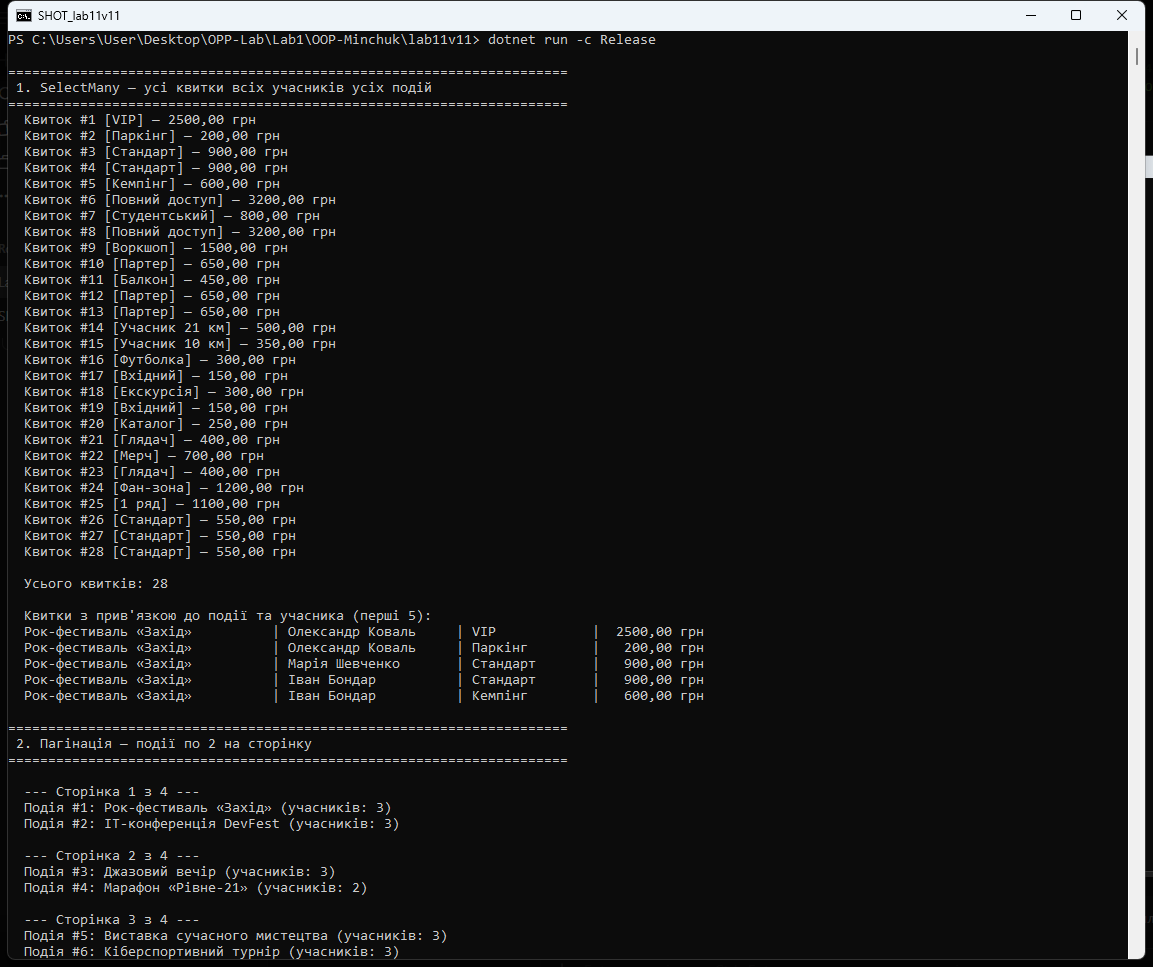 SHOT_lab11v11
PS C:\Users\User\Desktop\OPP-Lab\Lab1\OOP-Minchuk\lab11v11> dotnet run -c Release
======================================================================
1. SelectMany — усі квитки всіх учасників усіх подій
======================================================================
Квиток #1 [VIP] — 2500,00 грн
Квиток #2 [Паркінг] — 200,00 грн
Квиток #3 [Стандарт] — 900,00 грн
Квиток #4 [Стандарт] — 900,00 грн
Квиток #5 [Кемпінг] — 600,00 грн
Квиток #6 [Повний доступ] — 3200,00 грн
Квиток #7 [Студентський] — 800,00 грн
Квиток #8 [Повний доступ] — 3200,00 грн
Квиток #9 [Воркшоп] — 1500,00 грн
Квиток #10 [Партер] — 650,00 грн
Квиток #11 [Балкон] — 450,00 грн
Квиток #12 [Партер] — 650,00 грн
Квиток #13 [Партер] — 650,00 грн
Квиток #14 [Учасник 21 км] — 500,00 грн
Квиток #15 [Учасник 10 км] — 350,00 грн
Квиток #16 [Футболка] — 300,00 грн
Квиток #17 [Вхідний] — 150,00 грн
Квиток #18 [Екскурсія] — 300,00 грн
Квиток #19 [Вхідний] — 150,00 грн
Квиток #20 [Каталог] — 250,00 грн
Квиток #21 [Глядач] — 400,00 грн
Квиток #22 [Мерч] — 700,00 грн
Квиток #23 [Глядач] — 400,00 грн
Квиток #24 [Фан-зона] — 1200,00 грн
Квиток #25 [1 ряд] — 1100,00 грн
Квиток #26 [Стандарт] — 550,00 грн
Квиток #27 [Стандарт] — 550,00 грн
Квиток #28 [Стандарт] — 550,00 грн
Усього квитків: 28
Квитки з прив'язкою до події та учасника (перші 5):
Рок-фестиваль «Захід» | Олександр Коваль | VIP | 2500,00 грн
Рок-фестиваль «Захід» | Олександр Коваль | Паркінг | 200,00 грн
Рок-фестиваль «Захід» | Марія Шевченко | Стандарт | 900,00 грн
Рок-фестиваль «Захід» | Іван Бондар | Стандарт | 900,00 грн
Рок-фестиваль «Захід» | Іван Бондар | Кемпінг | 600,00 грн
======================================================================
2. Пагінація — події по 2 на сторінку
======================================================================
--- Сторінка 1 з 4 ---
Подія #1: Рок-фестиваль «Захід» (учасників: 3)
Подія #2: IT-конференція DevFest (учасників: 3)
--- Сторінка 2 з 4 ---
Подія #3: Джазовий вечір (учасників: 3)
Подія #4: Марафон «Рівне-21» (учасників: 2)
--- Сторінка 3 з 4 ---
Подія #5: Виставка сучасного мистецтва (учасників: 3)
Подія #6: Кіберспортивний турнір (учасників: 3)